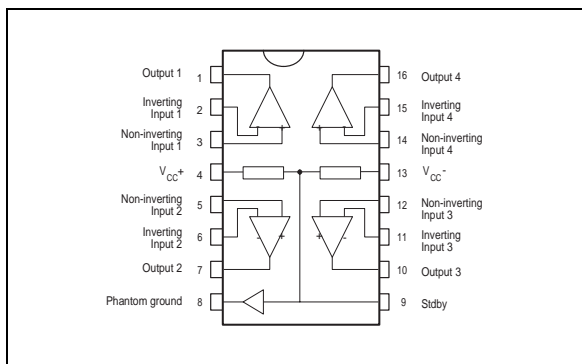 Output 1 1
Inverting
Input 1 2
Non-inverting
Input 1 3
VCC+ 4
Non-inverting
Input 2 5
Inverting
Input 2 6
Output 2 7
Phantom ground 8
16 Output 4
15 Inverting
Input 4
14 Non-inverting
Input 4
13 VCC-
12 Non-inverting
Input 3
11 Inverting
Input 3
10 Output 3
9 Stdby
- +
- +
- +
+ -